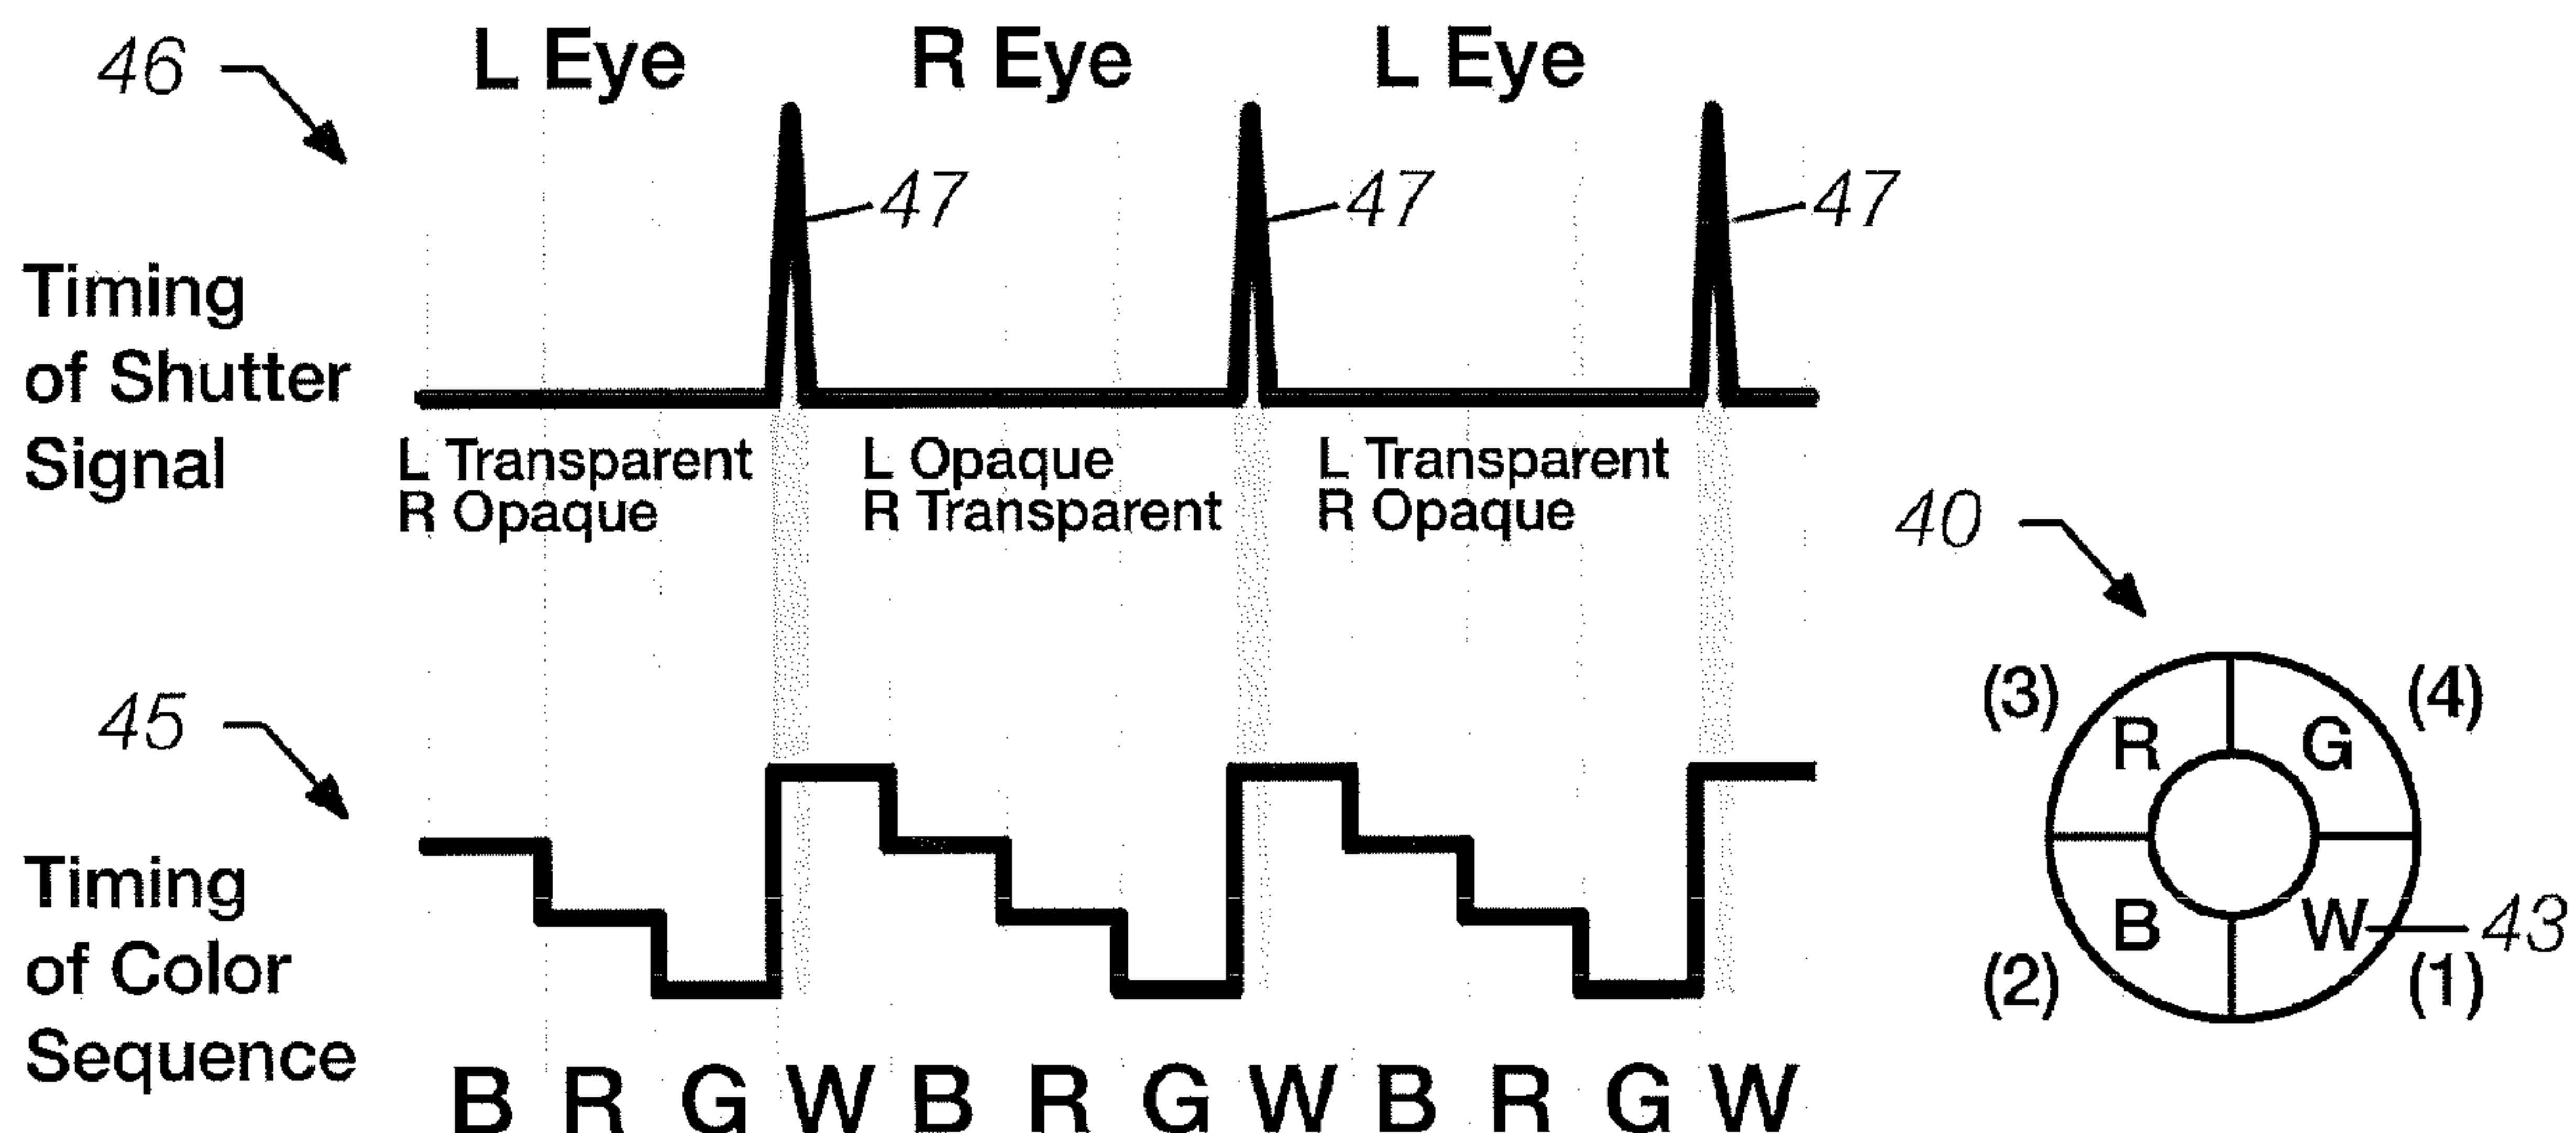 46
L Eye R Eye L Eye
47 47 47
Timing
of Shutter
Signal
L Transparent L Opaque L Transparent
R Opaque R Transparent R Opaque
40
45
(3) (4)
R G
Timing
of Color
Sequence
B W 43
(2) (1)
B R G W B R G W B R G W